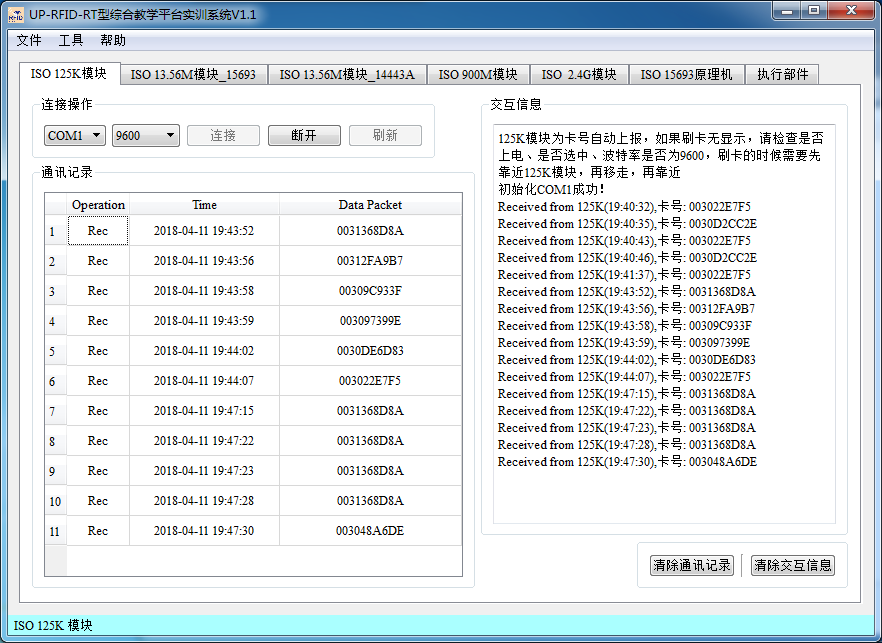 UP-RFID-RT型综合教学平台实训系统V1.1
文件 工具 帮助
ISO 125K模块 ISO 13.56M模块_15693 ISO 13.56M模块_14443A ISO 900M模块 ISO 2.4G模块 ISO 15693原理机 执行部件
连接操作
COM1 9600 连接 断开 刷新
通讯记录
Operation Time Data Packet
1 Rec 2018-04-11 19:43:52 0031368D8A
2 Rec 2018-04-11 19:43:56 00312FA9B7
3 Rec 2018-04-11 19:43:58 00309C933F
4 Rec 2018-04-11 19:43:59 003097399E
5 Rec 2018-04-11 19:44:02 0030DE6D83
6 Rec 2018-04-11 19:44:07 003022E7F5
7 Rec 2018-04-11 19:47:15 0031368D8A
8 Rec 2018-04-11 19:47:22 0031368D8A
9 Rec 2018-04-11 19:47:23 0031368D8A
10 Rec 2018-04-11 19:47:28 0031368D8A
11 Rec 2018-04-11 19:47:30 003048A6DE
交互信息
125K模块为卡号自动上报，如果刷卡无显示，请检查是否
上电、是否选中、波特率是否为9600，刷卡的时候需要先
靠近125K模块，再移走，再靠近
初始化COM1成功!
Received from 125K(19:40:32),卡号: 003022E7F5
Received from 125K(19:40:35),卡号: 0030D2CC2E
Received from 125K(19:40:43),卡号: 003022E7F5
Received from 125K(19:40:46),卡号: 0030D2CC2E
Received from 125K(19:41:37),卡号: 003022E7F5
Received from 125K(19:43:52),卡号: 0031368D8A
Received from 125K(19:43:56),卡号: 00312FA9B7
Received from 125K(19:43:58),卡号: 00309C933F
Received from 125K(19:43:59),卡号: 003097399E
Received from 125K(19:44:02),卡号: 0030DE6D83
Received from 125K(19:44:07),卡号: 003022E7F5
Received from 125K(19:47:15),卡号: 0031368D8A
Received from 125K(19:47:22),卡号: 0031368D8A
Received from 125K(19:47:23),卡号: 0031368D8A
Received from 125K(19:47:28),卡号: 0031368D8A
Received from 125K(19:47:30),卡号: 003048A6DE
清除通讯记录 清除交互信息
ISO 125K 模块